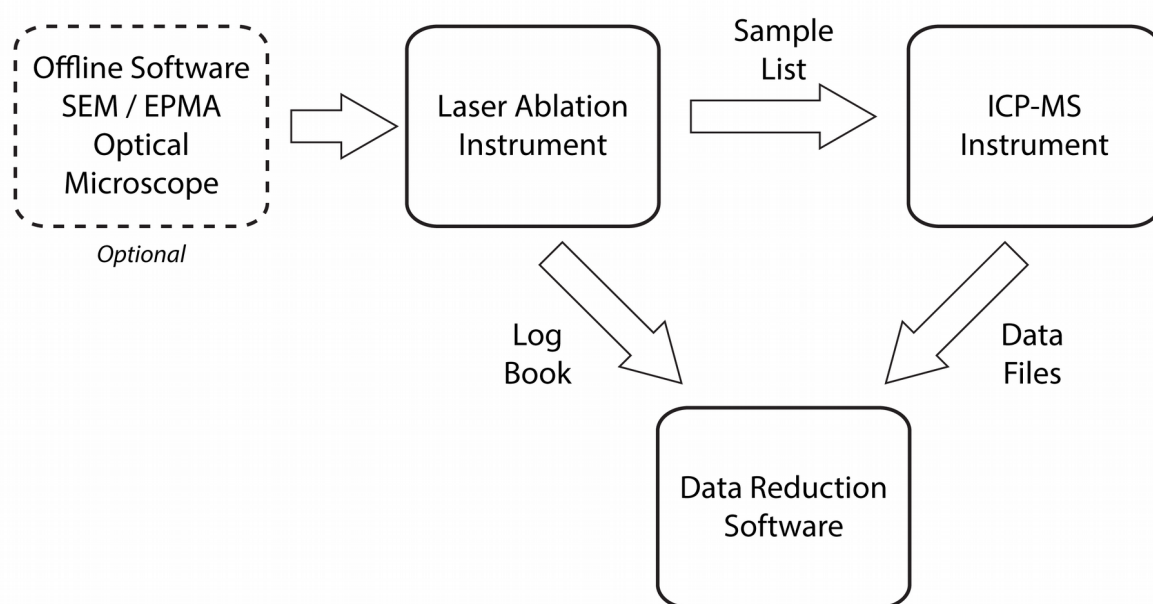 Offline Software
SEM / EPMA
Optical
Microscope
Optional
Laser Ablation
Instrument
Sample
List
ICP-MS
Instrument
Log
Book
Data
Files
Data Reduction
Software